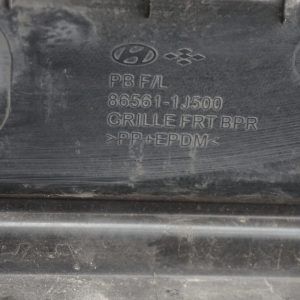 PB F/L
86561-1J500
GRILLE FRT BPR
>PP+EPDM<